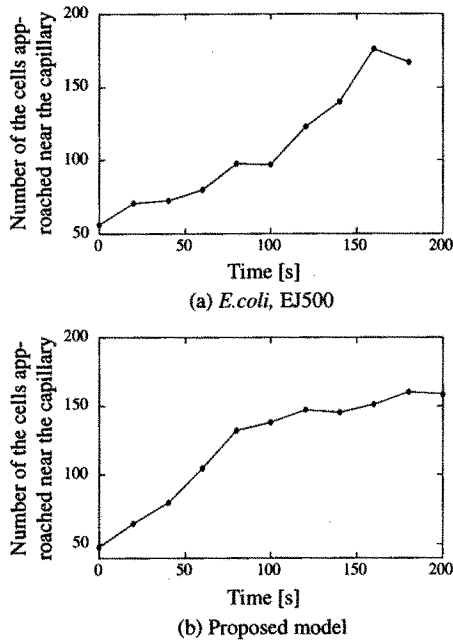 Number of the cells app-
roached near the capillary
200
150
100
50
0
50
100
150
200
Time [s]
(a) E.coli, EJ500
Number of the cells app-
roached near the capillary
200
150
100
50
0
50
100
150
200
Time [s]
(b) Proposed model